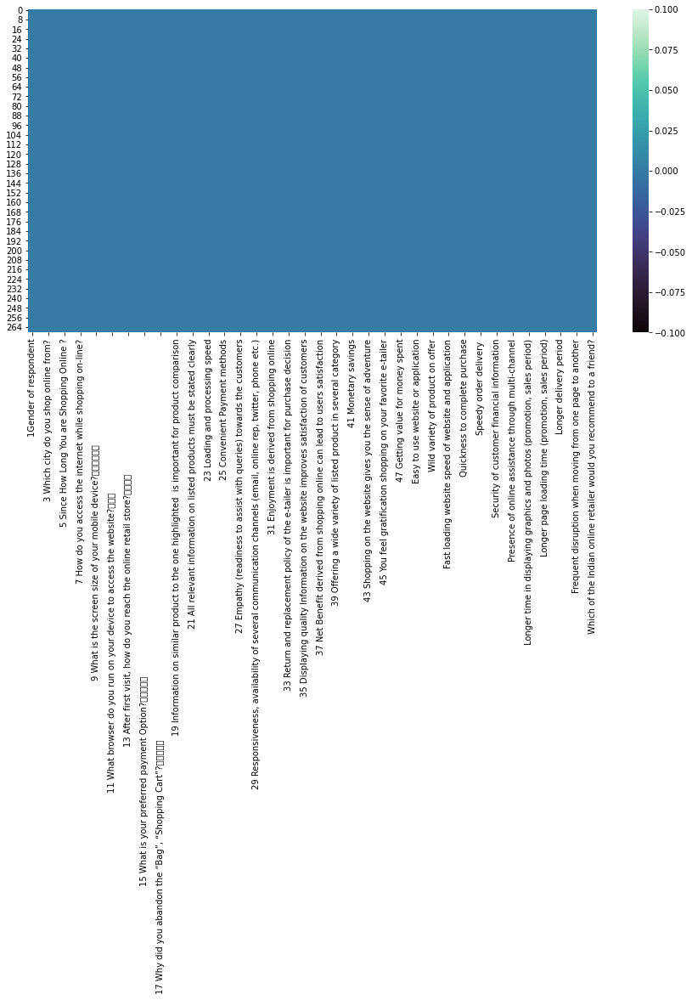 0
8
16
24
32
40
48
56
64
72
80
88
96
104
112
120
128
136
144
152
160
168
176
184
192
200
208
216
224
232
240
248
256
264
0.100
0.075
0.050
0.025
0.000
−0.025
−0.050
−0.075
−0.100
1Gender of respondent
3 Which city do you shop online from?
5 Since How Long You are Shopping Online ?
7 How do you access the internet while shopping on-line?
9 What is the screen size of your mobile device?▯▯▯▯▯▯
11 What browser do you run on your device to access the website?▯▯▯
13 After first visit, how do you reach the online retail store?▯▯▯▯
15 What is your preferred payment Option?▯▯▯▯▯
17 Why did you abandon the “Bag”, “Shopping Cart”?▯▯▯▯▯
19 Information on similar product to the one highlighted  is important for product comparison
21 All relevant information on listed products must be stated clearly
23 Loading and processing speed
25 Convenient Payment methods
27 Empathy (readiness to assist with queries) towards the customers
29 Responsiveness, availability of several communication channels (email, online rep, twitter, phone etc.)
31 Enjoyment is derived from shopping online
33 Return and replacement policy of the e-tailer is important for purchase decision
35 Displaying quality Information on the website improves satisfaction of customers
37 Net Benefit derived from shopping online can lead to users satisfaction
39 Offering a wide variety of listed product in several category
41 Monetary savings
43 Shopping on the website gives you the sense of adventure
45 You feel gratification shopping on your favorite e-tailer
47 Getting value for money spent
Easy to use website or application
Wild variety of product on offer
Fast loading website speed of website and application
Quickness to complete purchase
Speedy order delivery
Security of customer financial information
Presence of online assistance through multi-channel
Longer time in displaying graphics and photos (promotion, sales period)
Longer page loading time (promotion, sales period)
Longer delivery period
Frequent disruption when moving from one page to another
Which of the Indian online retailer would you recommend to a friend?